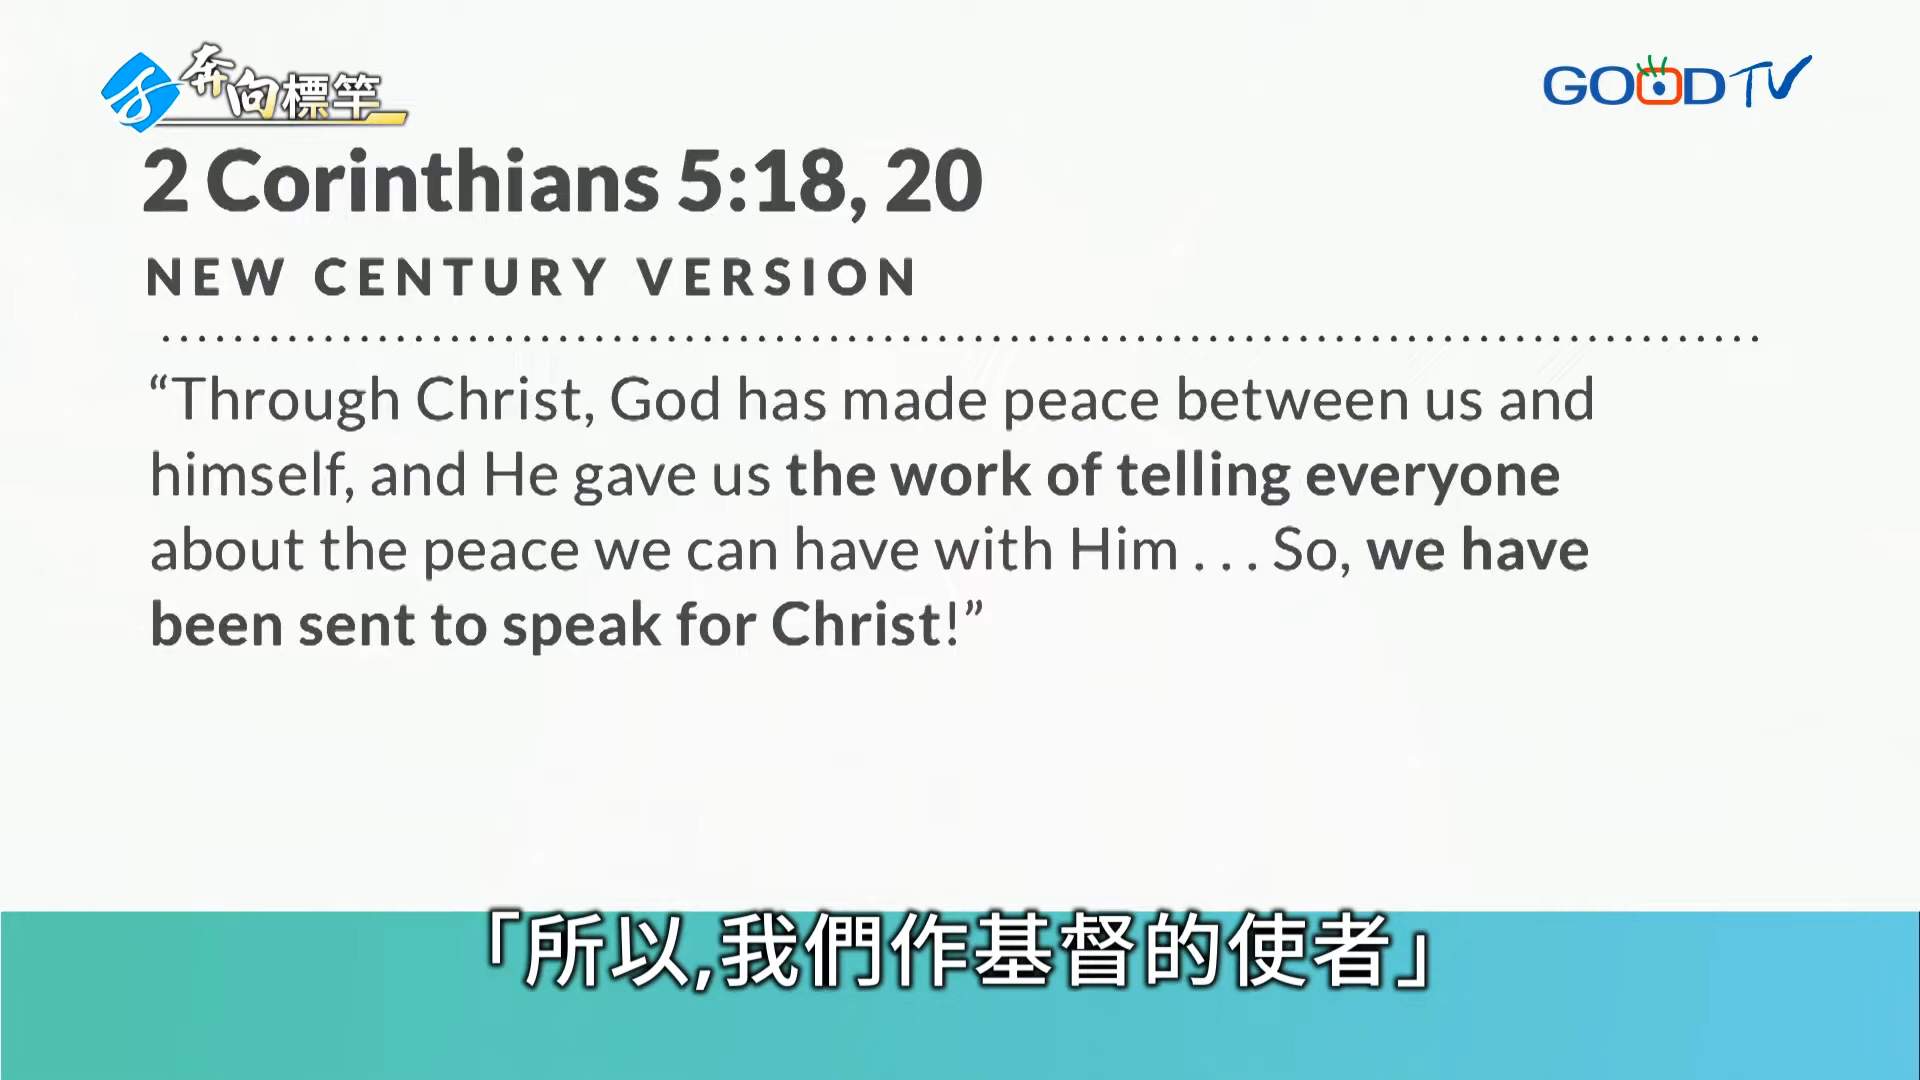 奔向標竿
GOOD TV
2 Corinthians 5:18, 20
NEW CENTURY VERSION
“Through Christ, God has made peace between us and
himself, and He gave us the work of telling everyone
about the peace we can have with Him . . . So, we have
been sent to speak for Christ!”
「所以,我們作基督的使者」